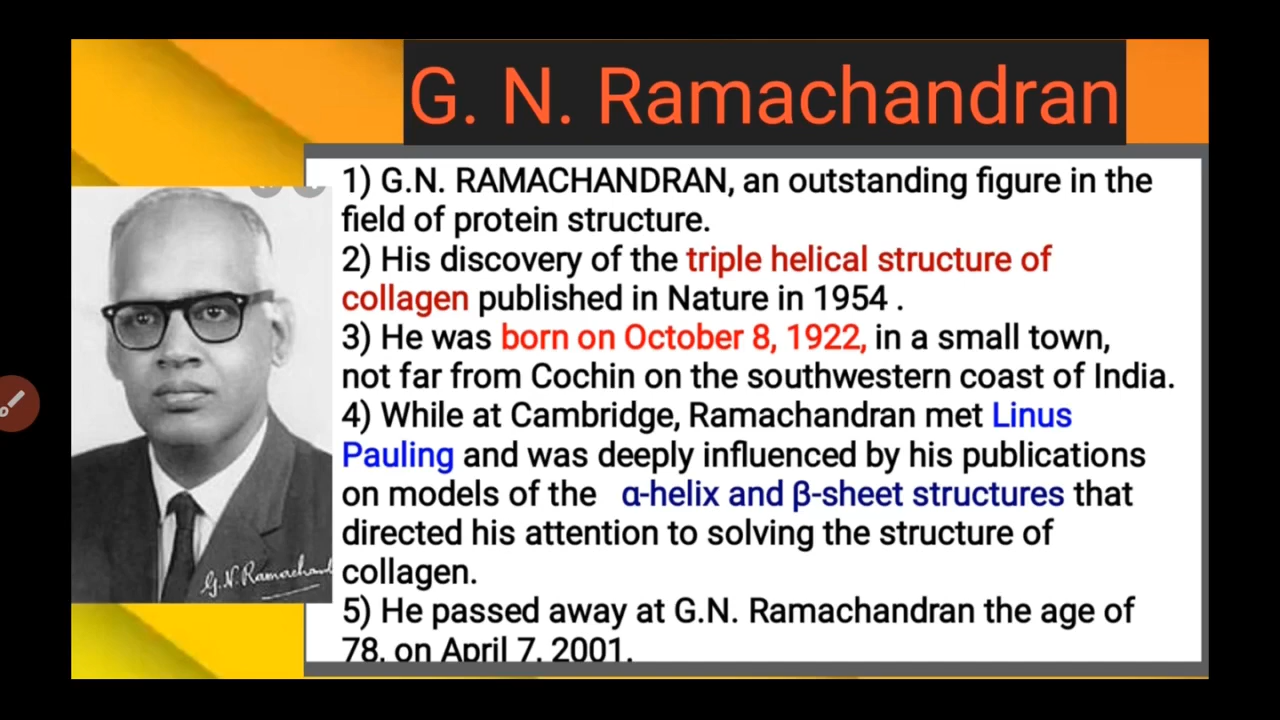 G. N. Ramachandran
1) G.N. RAMACHANDRAN, an outstanding figure in the
field of protein structure.
2) His discovery of the triple helical structure of
collagen published in Nature in 1954 .
3) He was born on October 8, 1922, in a small town,
not far from Cochin on the southwestern coast of India.
4) While at Cambridge, Ramachandran met Linus
Pauling and was deeply influenced by his publications
on models of the α-helix and β-sheet structures that
directed his attention to solving the structure of
collagen.
5) He passed away at G.N. Ramachandran the age of
78, on April 7, 2001.
G.N. Ramachand